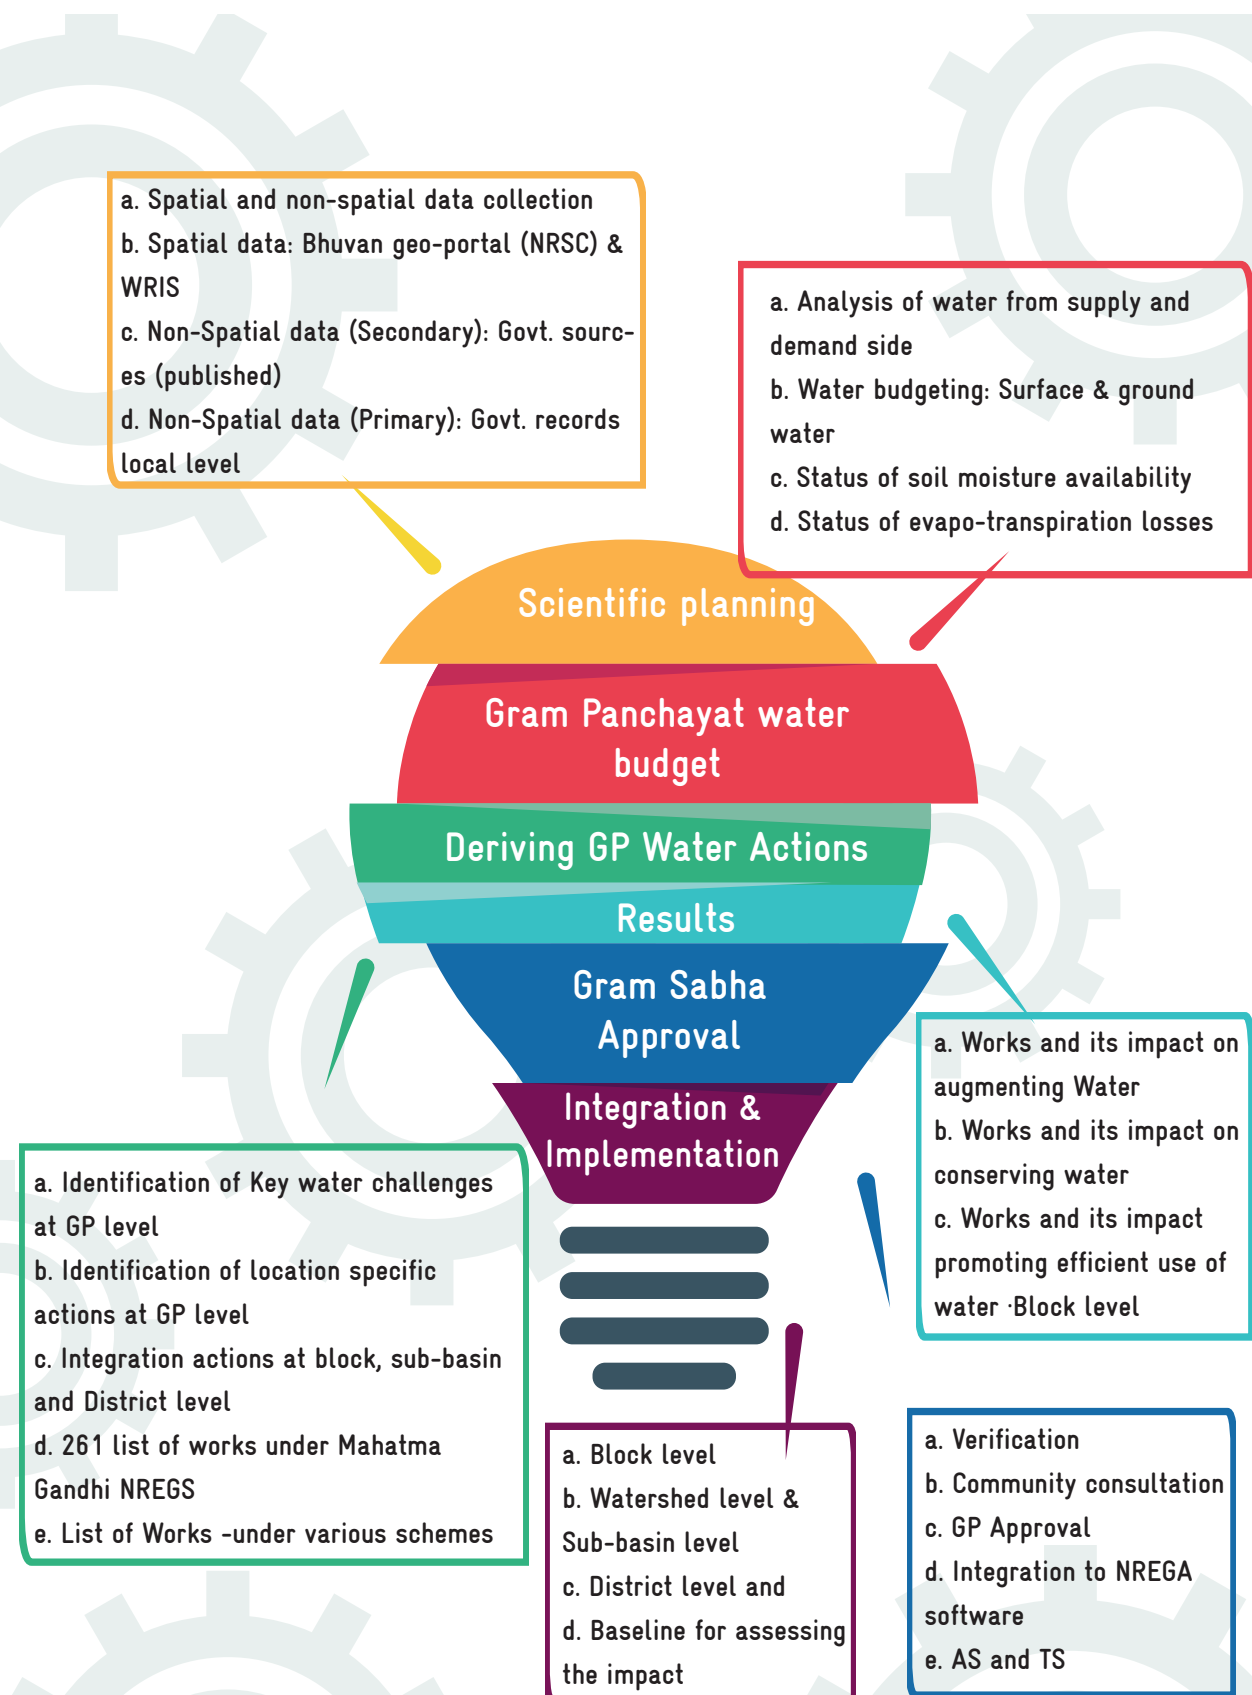 a. Spatial and non-spatial data collection
b. Spatial data: Bhuvan geo-portal (NRSC) &
WRIS
c. Non-Spatial data (Secondary): Govt. sourc-
es (published)
d. Non-Spatial data (Primary): Govt. records
local level
a. Analysis of water from supply and
demand side
b. Water budgeting: Surface & ground
water
c. Status of soil moisture availability
d. Status of evapo-transpiration losses
Scientific planning
Gram Panchayat water
budget
Deriving GP Water Actions
Results
Gram Sabha
Approval
Integration &
Implementation
a. Works and its impact on
augmenting Water
b. Works and its impact on
conserving water
c. Works and its impact
promoting efficient use of
water ·Block level
a. Identification of Key water challenges
at GP level
b. Identification of location specific
actions at GP level
c. Integration actions at block, sub-basin
and District level
d. 261 list of works under Mahatma
Gandhi NREGS
e. List of Works -under various schemes
a. Block level
b. Watershed level &
Sub-basin level
c. District level and
d. Baseline for assessing
the impact
a. Verification
b. Community consultation
c. GP Approval
d. Integration to NREGA
software
e. AS and TS